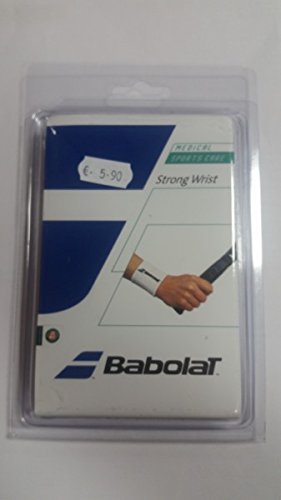 MEDICAL
SPORTS CARE
€- 5-90
Strong Wrist
BabolaT